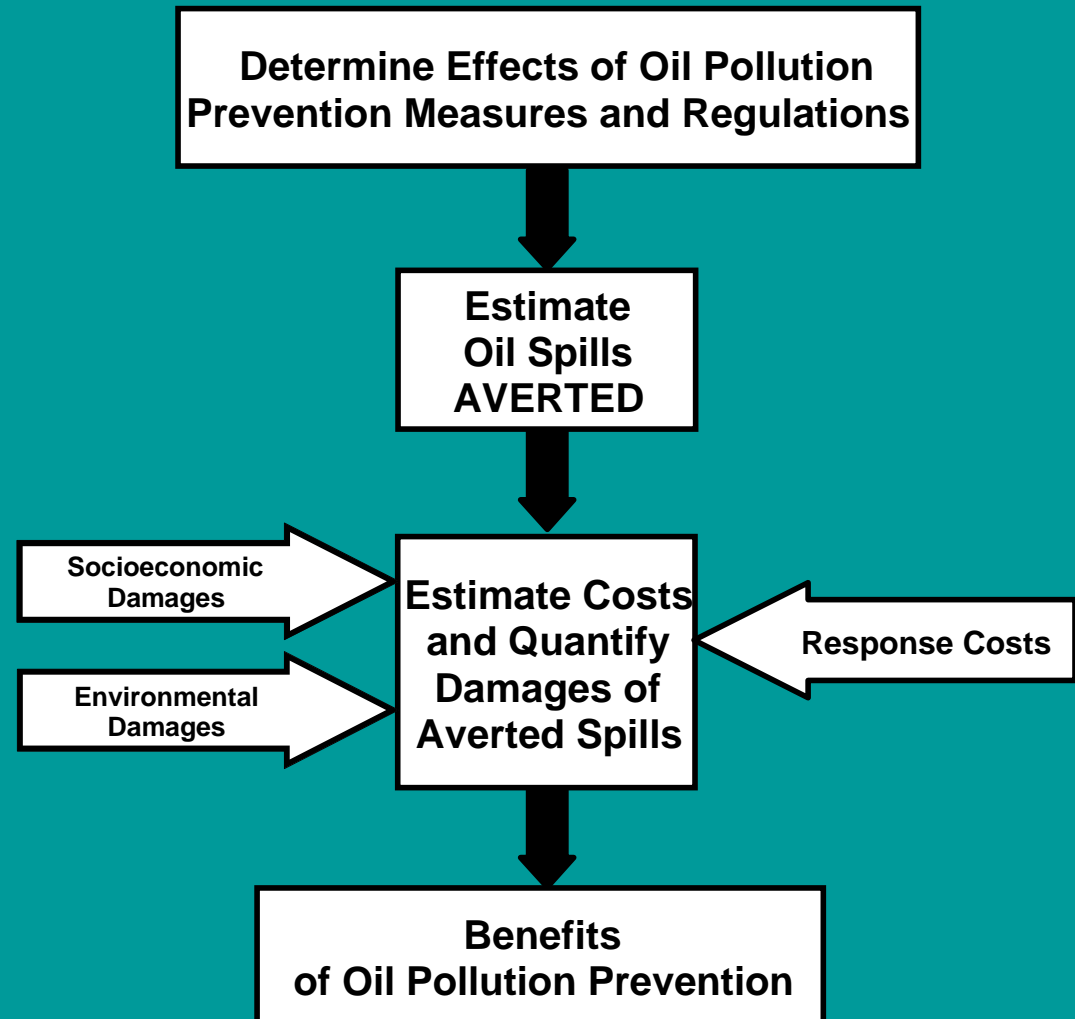 Determine Effects of Oil Pollution
Prevention Measures and Regulations
Estimate
Oil Spills
AVERTED
Socioeconomic
Damages
Environmental
Damages
Estimate Costs
and Quantify
Damages of
Averted Spills
Response Costs
Benefits
of Oil Pollution Prevention